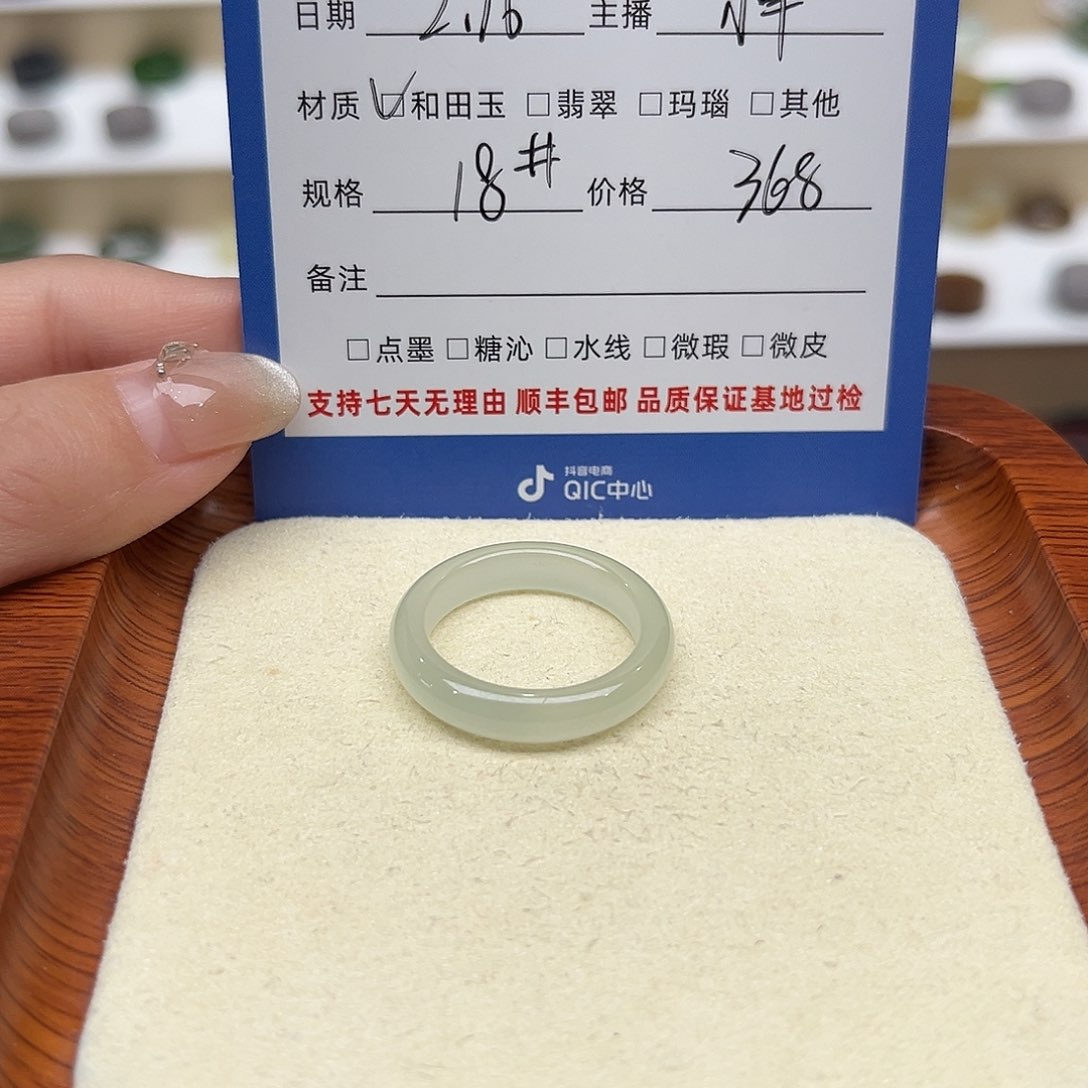 日期 2.16 主播
材质 ☑和田玉 □翡翠 □玛瑙 □其他
规格 18# 价格 368
备注
□点墨 □糖沁 □水线 □微瑕 □微皮
支持七天无理由 顺丰包邮 品质保证基地过检
抖音电商
QIC中心